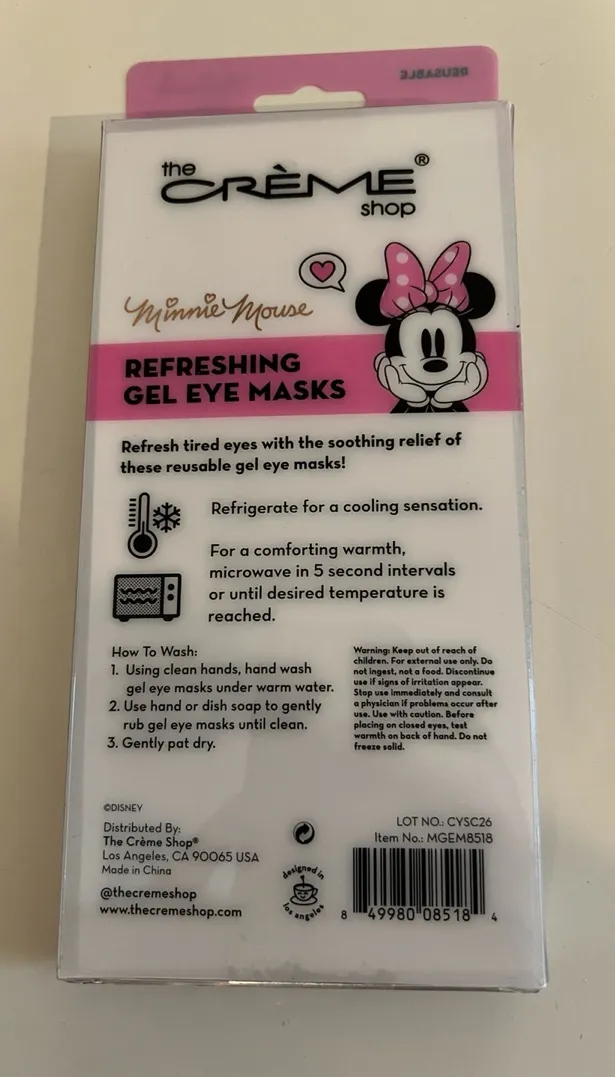 REUSABLE
the
CRÈME®
shop
Minnie Mouse
REFRESHING
GEL EYE MASKS
Refresh tired eyes with the soothing relief of
these reusable gel eye masks!
Refrigerate for a cooling sensation.
For a comforting warmth,
microwave in 5 second intervals
or until desired temperature is
reached.
How To Wash:
1. Using clean hands, hand wash
gel eye masks under warm water.
2. Use hand or dish soap to gently
rub gel eye masks until clean.
3. Gently pat dry.
Warning: Keep out of reach of
children. For external use only. Do
not ingest, not a food. Discontinue
use if signs of irritation appear.
Stop use immediately and consult
a physician if problems occur after
use. Use with caution. Before
placing on closed eyes, test
warmth on back of hand. Do not
freeze solid.
©DISNEY
Distributed By:
The Crème Shop®
Los Angeles, CA 90065 USA
Made in China
@thecremeshop
www.thecremeshop.com
designed in
los angeles
LOT NO.: CYSC26
Item No.: MGEM8518
8 49980 08518 4